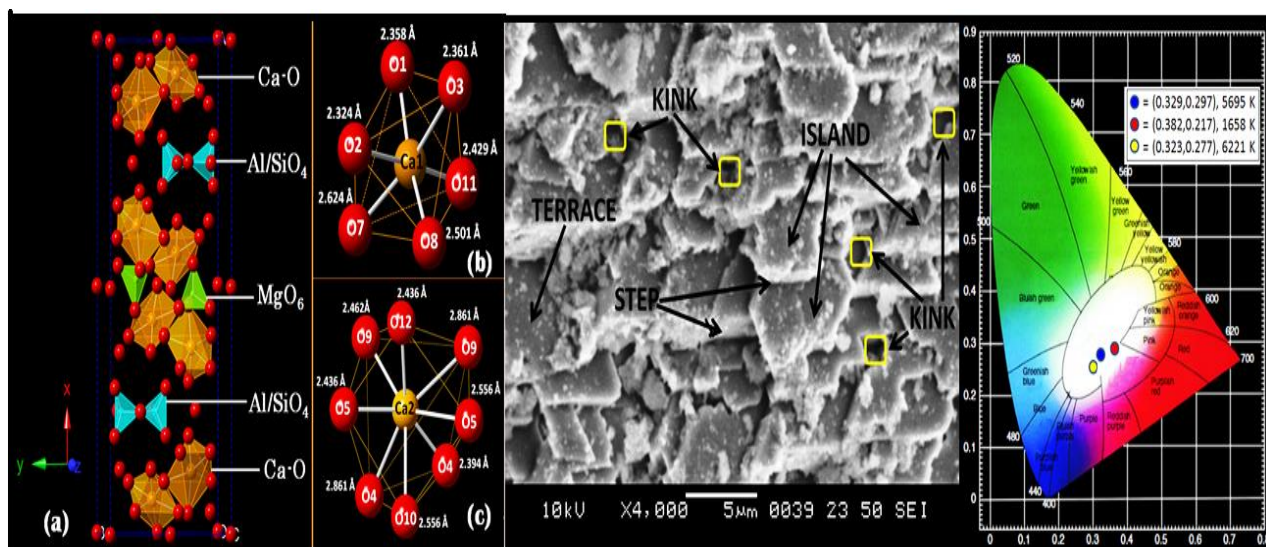 Ca-O
Al/SiO4
MgO6
Al/SiO4
Ca-O
x
y
z
(a)
2.358 Å
2.361 Å
O1
O3
2.324 Å
O2
Ca1
2.429 Å
O11
2.624 Å
O7
O8
2.501 Å
(b)
2.436 Å
2.462 Å
O12
2.861 Å
O9
O9
2.436 Å
2.556 Å
O5
Ca2
O5
2.394 Å
O4
2.861 Å
O4
O10
2.556 Å
(c)
KINK
ISLAND
TERRACE
STEP
KINK
10kV X4,000 5μm 0039 23 50 SEI
= (0.329,0.297), 5695 K
= (0.382,0.217), 1658 K
= (0.323,0.277), 6221 K
0.9
0.8
0.7
0.6
0.5
0.4
0.3
0.2
0.1
0
520
540
560
580
600
620
700
500
480
440
400
Yellowish green
Yellow green
Greenish yellow
Yellow
yellowish Orange
Orange
Reddish orange
Green
Bluish green
Yellowish pink
Pink
Red
Greenish blue
Purplish red
Blue
Purple
Reddish purple
Bluish purple
Purplish blue
0 0.1 0.2 0.3 0.4 0.5 0.6 0.7 0.8